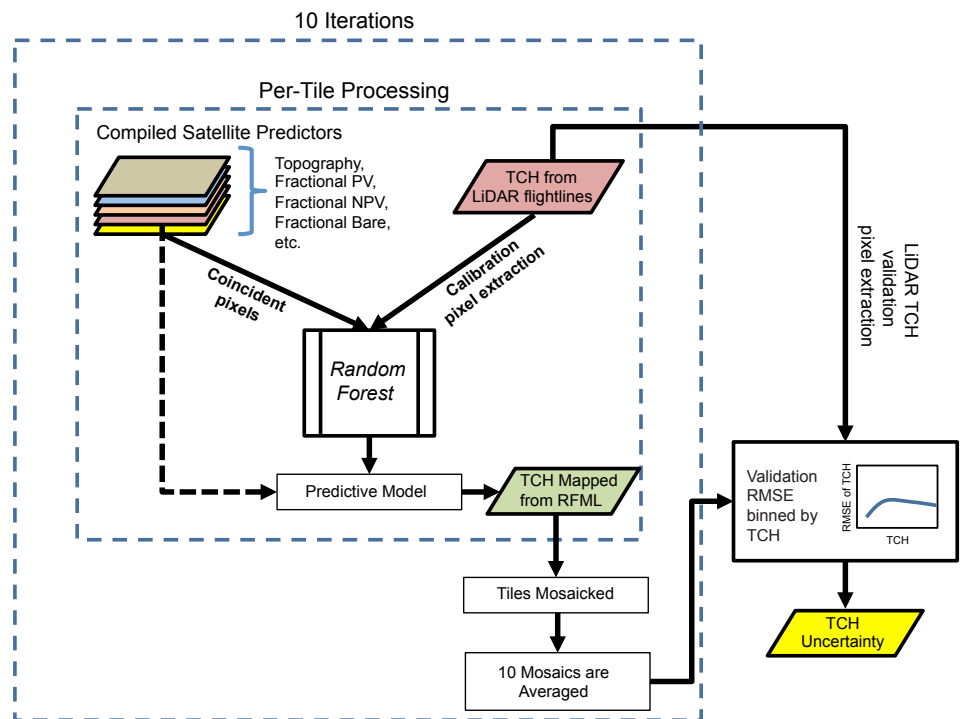 10 Iterations
Per-Tile Processing
Compiled Satellite Predictors
Topography,
Fractional PV,
Fractional NPV,
Fractional Bare,
etc.
TCH from
LiDAR flightlines
Coincident
pixels
Calibration
pixel extraction
LiDAR TCH
validation
pixel extraction
Random
Forest
Predictive Model
TCH Mapped
from RFML
Validation
RMSE
binned by
TCH
RMSE of TCH
TCH
Tiles Mosaicked
TCH
Uncertainty
10 Mosaics are
Averaged